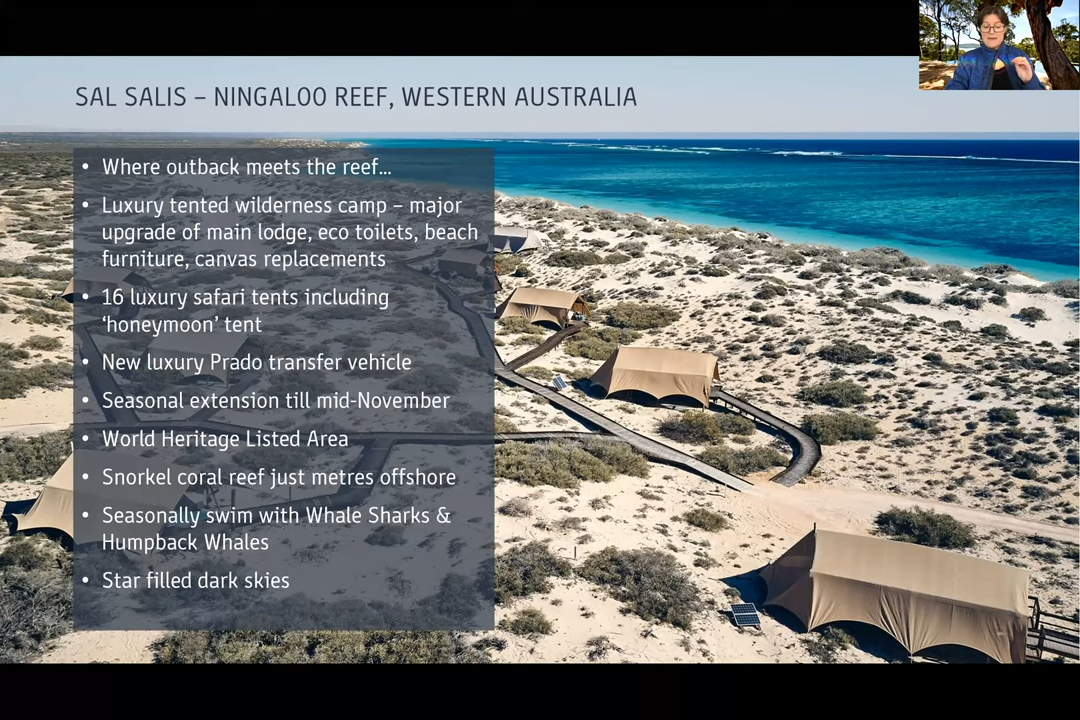 SAL SALIS – NINGALOO REEF, WESTERN AUSTRALIA
• Where outback meets the reef...
• Luxury tented wilderness camp – major
upgrade of main lodge, eco toilets, beach
furniture, canvas replacements
• 16 luxury safari tents including
‘honeymoon’ tent
• New luxury Prado transfer vehicle
• Seasonal extension till mid-November
• World Heritage Listed Area
• Snorkel coral reef just metres offshore
• Seasonally swim with Whale Sharks &
Humpback Whales
• Star filled dark skies